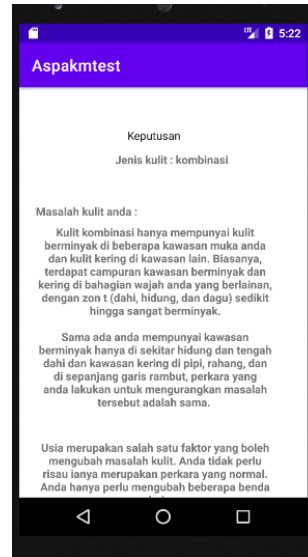 5:22
Aspakmtest
Keputusan
Jenis kulit : kombinasi
Masalah kulit anda :
Kulit kombinasi hanya mempunyai kulit
berminyak di beberapa kawasan muka anda
dan kulit kering di kawasan lain. Biasanya,
terdapat campuran kawasan berminyak dan
kering di bahagian wajah anda yang berlainan,
dengan zon t (dahi, hidung, dan dagu) sedikit
hingga sangat berminyak.
Sama ada anda mempunyai kawasan
berminyak hanya di sekitar hidung dan tengah
dahi dan kawasan kering di pipi, rahang, dan
di sepanjang garis rambut, perkara yang
anda lakukan untuk mengurangkan masalah
tersebut adalah sama.
Usia merupakan salah satu faktor yang boleh
mengubah masalah kulit. Anda tidak perlu
risau ianya merupakan perkara yang normal.
Anda hanya perlu mengubah beberapa benda